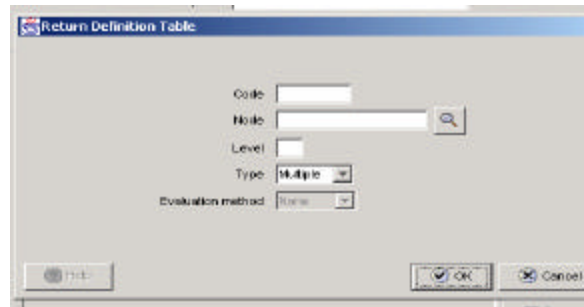 Return Definition Table
Code
Node
Level
Type Multiple
Evaluation method None
Help
OK Cancel